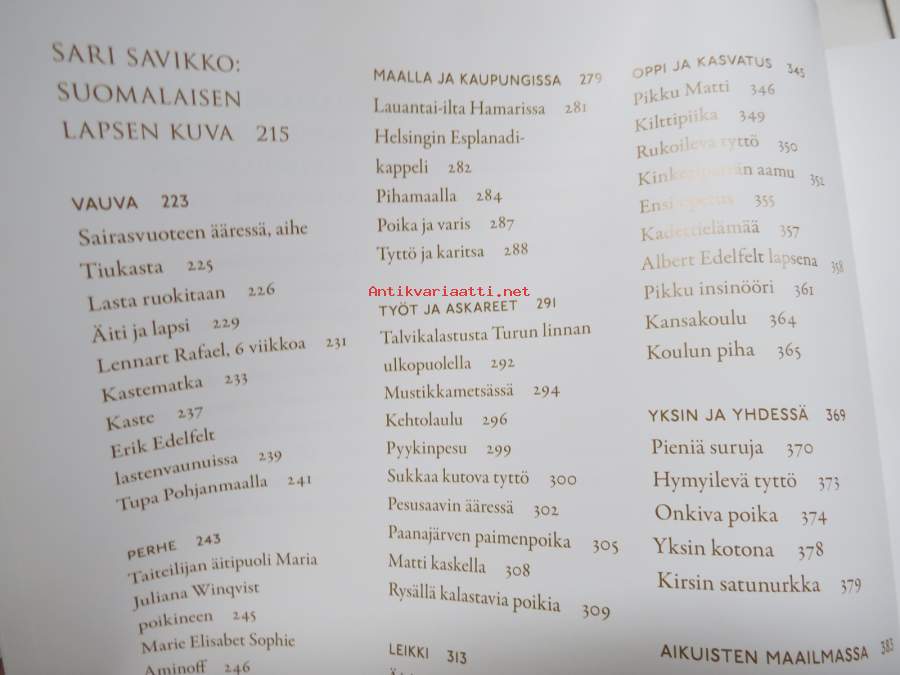 SARI SAVIKKO:
SUOMALAISEN
LAPSEN KUVA 215
VAUVA 223
Sairasvuoteen ääressä, aihe
Tiukasta 225
Lasta ruokitaan 226
Äiti ja lapsi 229
Lennart Rafael, 6 viikkoa 231
Kastematka 233
Kaste 237
Erik Edelfelt
lastenvaunuissa 239
Tupa Pohjanmaalla 241
PERHE 243
Taiteilijan äitipuoli Maria
Juliana Winqvist
poikineen 245
Marie Elisabet Sophie
Aminoff 246
MAALLA JA KAUPUNGISSA 279
Lauantai-ilta Hamarissa 281
Helsingin Esplanadi-
kappeli 282
Pihamaalla 284
Poika ja varis 287
Tyttö ja karitsa 288
Antikvariaatti.net
TYÖT JA ASKAREET 291
Talvikalastusta Turun linnan
ulkopuolella 292
Mustikkametsässä 294
Kehtolaulu 296
Pyykinpesu 299
Sukkaa kutova tyttö 300
Pesusaavin ääressä 302
Paanajärven paimenpoika 305
Matti kaskella 308
Rysällä kalastavia poikia 309
LEIKKI 313
OPPI JA KASVATUS 345
Pikku Matti 346
Kilttipiika 349
Rukoileva tyttö 350
aamu 352
Ensi opetus 355
Kadettielämää 357
Albert Edelfelt lapsena 358
Pikku insinööri 361
Kansakoulu 364
Koulun piha 365
YKSIN JA YHDESSÄ 369
Pieniä suruja 370
Hymyilevä tyttö 373
Onkiva poika 374
Yksin kotona 378
Kirsin satunurkka 379
AIKUISTEN MAAILMASSA 383